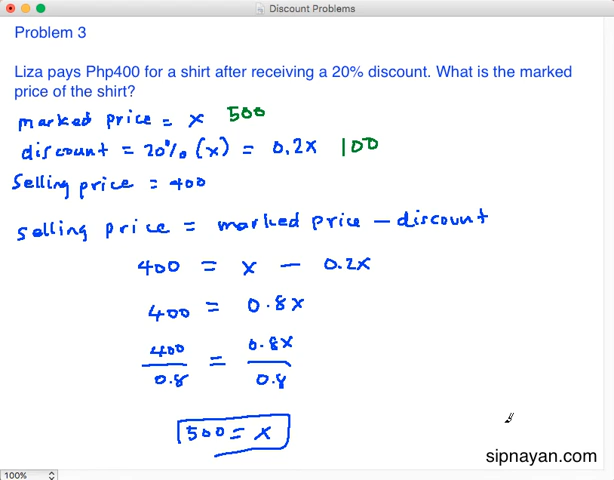 Discount Problems
Problem 3
Liza pays Php400 for a shirt after receiving a 20% discount. What is the marked
price of the shirt?
marked price = x 500
discount = 20% (x) = 0.2x 100
selling price = 400
selling price = marked price - discount
400 = x - 0.2x
400 = 0.8x
400/0.8 = 0.8x/0.8
500 = x
sipnayan.com
100%